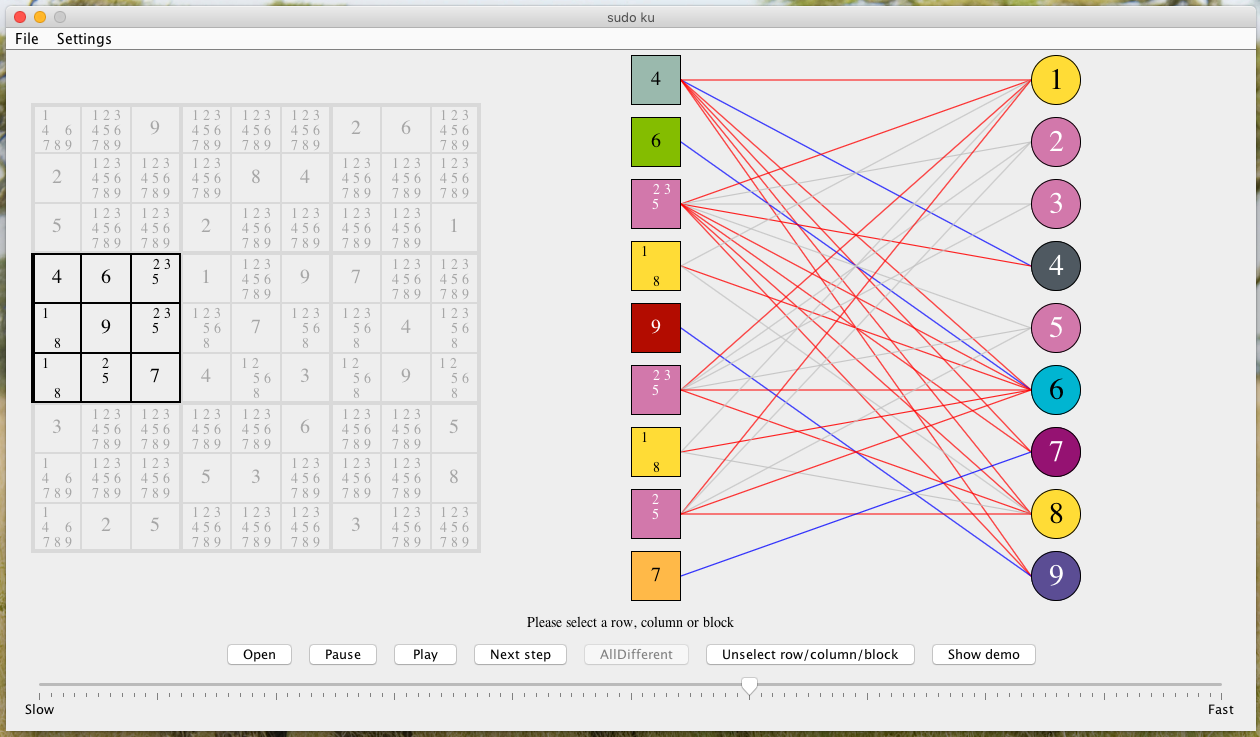 sudo ku
File Settings
1 1 2 3 1 2 3 1 2 3 1 2 3 1 2 3
4 6 4 5 6 9 4 5 6 4 5 6 4 5 6 2 6 4 5 6
7 8 9 7 8 9 7 8 9 7 8 9 7 8 9 7 8 9
1 2 3 1 2 3 1 2 3 1 2 3 1 2 3 1 2 3
2 4 5 6 4 5 6 4 5 6 8 4 4 5 6 4 5 6 4 5 6
7 8 9 7 8 9 7 8 9 7 8 9 7 8 9 7 8 9
1 2 3 1 2 3 1 2 3 1 2 3 1 2 3 1 2 3
5 4 5 6 4 5 6 2 4 5 6 4 5 6 4 5 6 4 5 6 1
7 8 9 7 8 9 7 8 9 7 8 9 7 8 9 7 8 9
2 3 1 2 3 1 2 3 1 2 3
4 6 5 1 4 5 6 9 7 4 5 6 4 5 6
7 8 9 7 8 9 7 8 9
1 2 3 1 2 3 1 2 3 1 2 3 1 2 3
9 5 5 6 7 5 6 5 6 4 5 6
8 8 8 8 8
1 2 1 2 1 2 1 2
5 7 4 5 6 3 5 6 9 5 6
8 8 8 8
1 2 3 1 2 3 1 2 3 1 2 3 1 2 3 1 2 3
3 4 5 6 4 5 6 4 5 6 4 5 6 6 4 5 6 4 5 6 5
7 8 9 7 8 9 7 8 9 7 8 9 7 8 9 7 8 9
1 1 2 3 1 2 3 1 2 3 1 2 3 1 2 3
4 6 4 5 6 4 5 6 5 3 4 5 6 4 5 6 4 5 6 8
7 8 9 7 8 9 7 8 9 7 8 9 7 8 9 7 8 9
1 1 2 3 1 2 3 1 2 3 1 2 3 1 2 3
4 6 2 5 4 5 6 4 5 6 4 5 6 3 4 5 6 4 5 6
7 8 9 7 8 9 7 8 9 7 8 9 7 8 9 7 8 9
4
6
2 3
5
1
8
9
2 3
5
1
8
2
5
7
1
2
3
4
5
6
7
8
9
Please select a row, column or block
Open Pause Play Next step AllDifferent Unselect row/column/block Show demo
Slow Fast